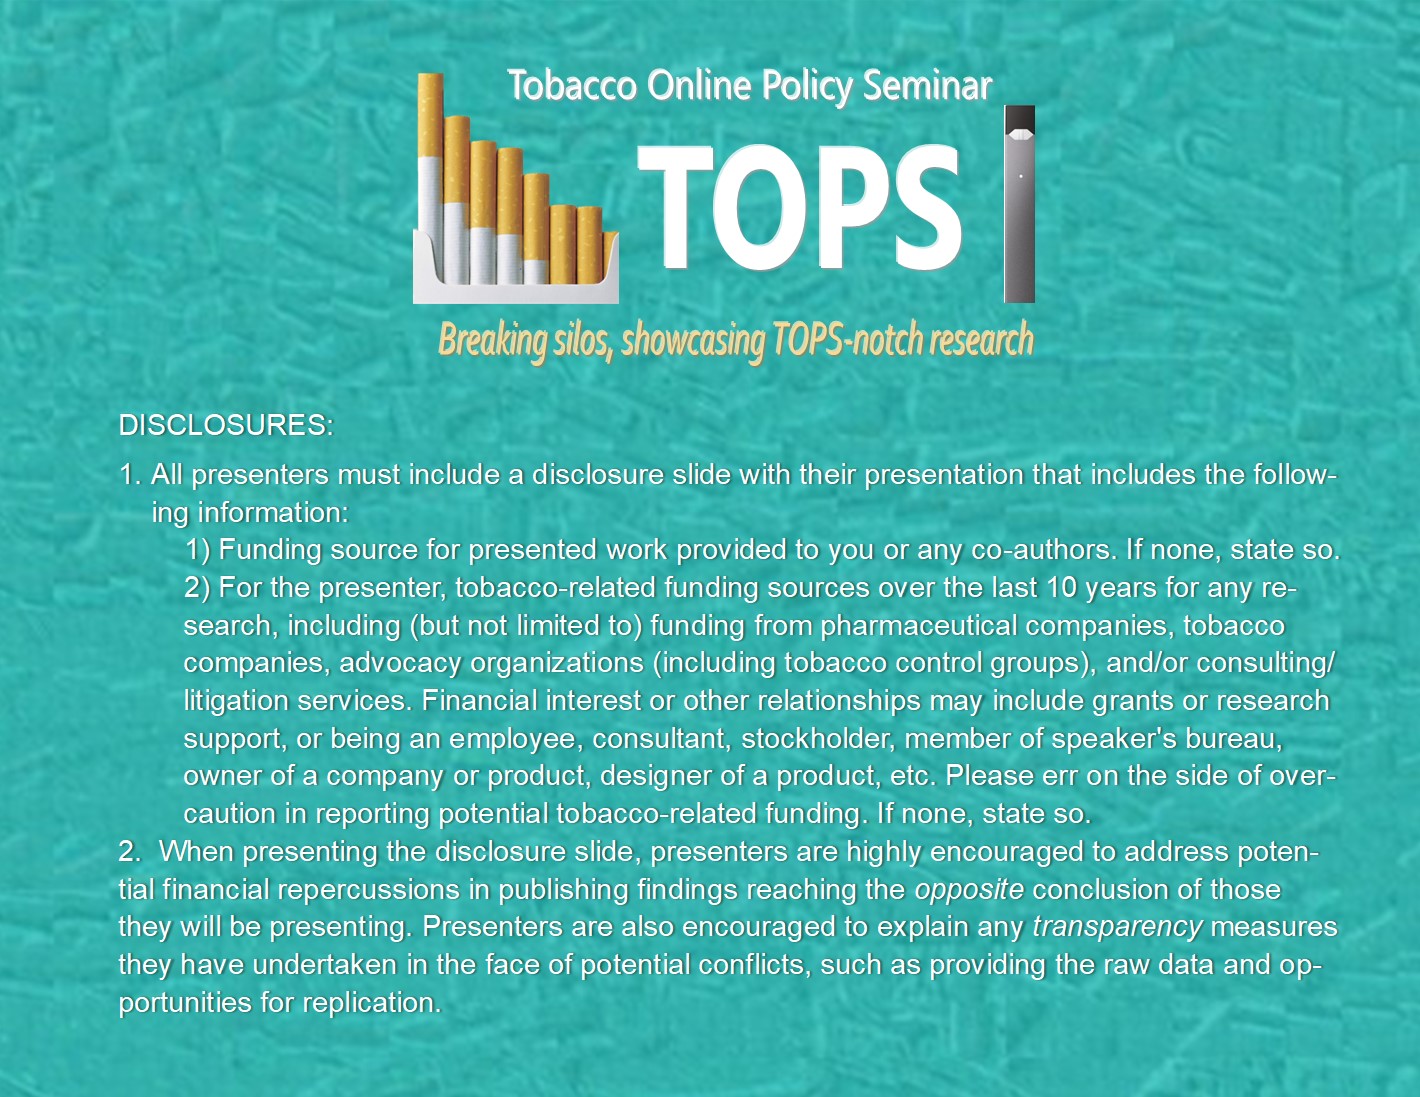 Tobacco Online Policy Seminar
TOPS
Breaking silos, showcasing TOPS-notch research
DISCLOSURES:
1. All presenters must include a disclosure slide with their presentation that includes the follow-
ing information:
1) Funding source for presented work provided to you or any co-authors. If none, state so.
2) For the presenter, tobacco-related funding sources over the last 10 years for any re-
search, including (but not limited to) funding from pharmaceutical companies, tobacco
companies, advocacy organizations (including tobacco control groups), and/or consulting/
litigation services. Financial interest or other relationships may include grants or research
support, or being an employee, consultant, stockholder, member of speaker's bureau,
owner of a company or product, designer of a product, etc. Please err on the side of over-
caution in reporting potential tobacco-related funding. If none, state so.
2.  When presenting the disclosure slide, presenters are highly encouraged to address poten-
tial financial repercussions in publishing findings reaching the opposite conclusion of those
they will be presenting. Presenters are also encouraged to explain any transparency measures
they have undertaken in the face of potential conflicts, such as providing the raw data and op-
portunities for replication.